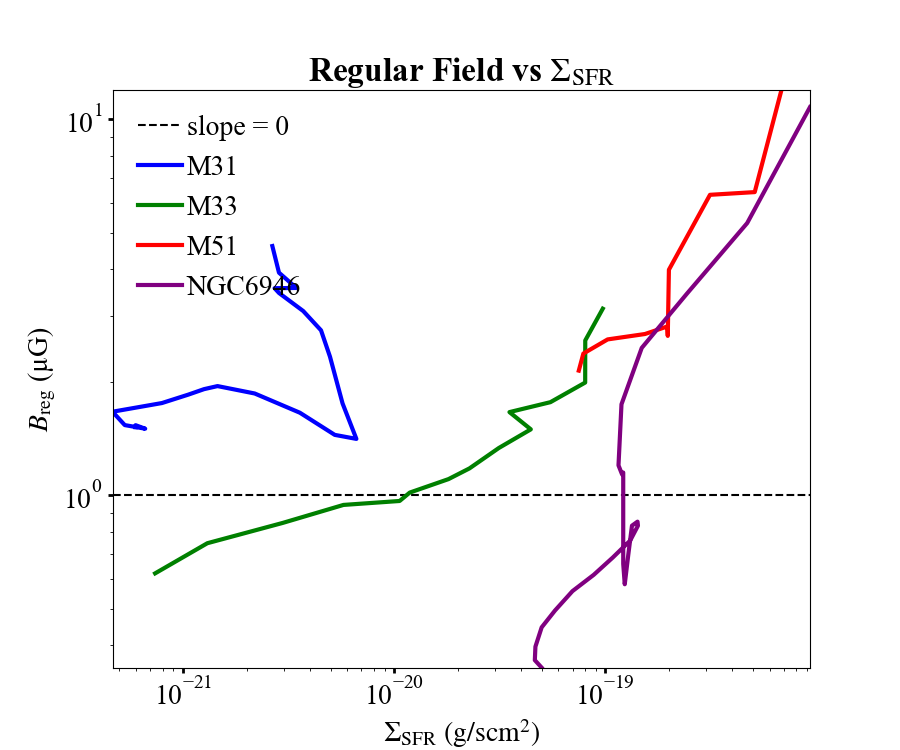 Regular Field vs Σ_SFR
slope = 0
M31
M33
M51
NGC6946
10^1
10^0
B_reg (μG)
10^−21
10^−20
10^−19
Σ_SFR (g/scm^2)